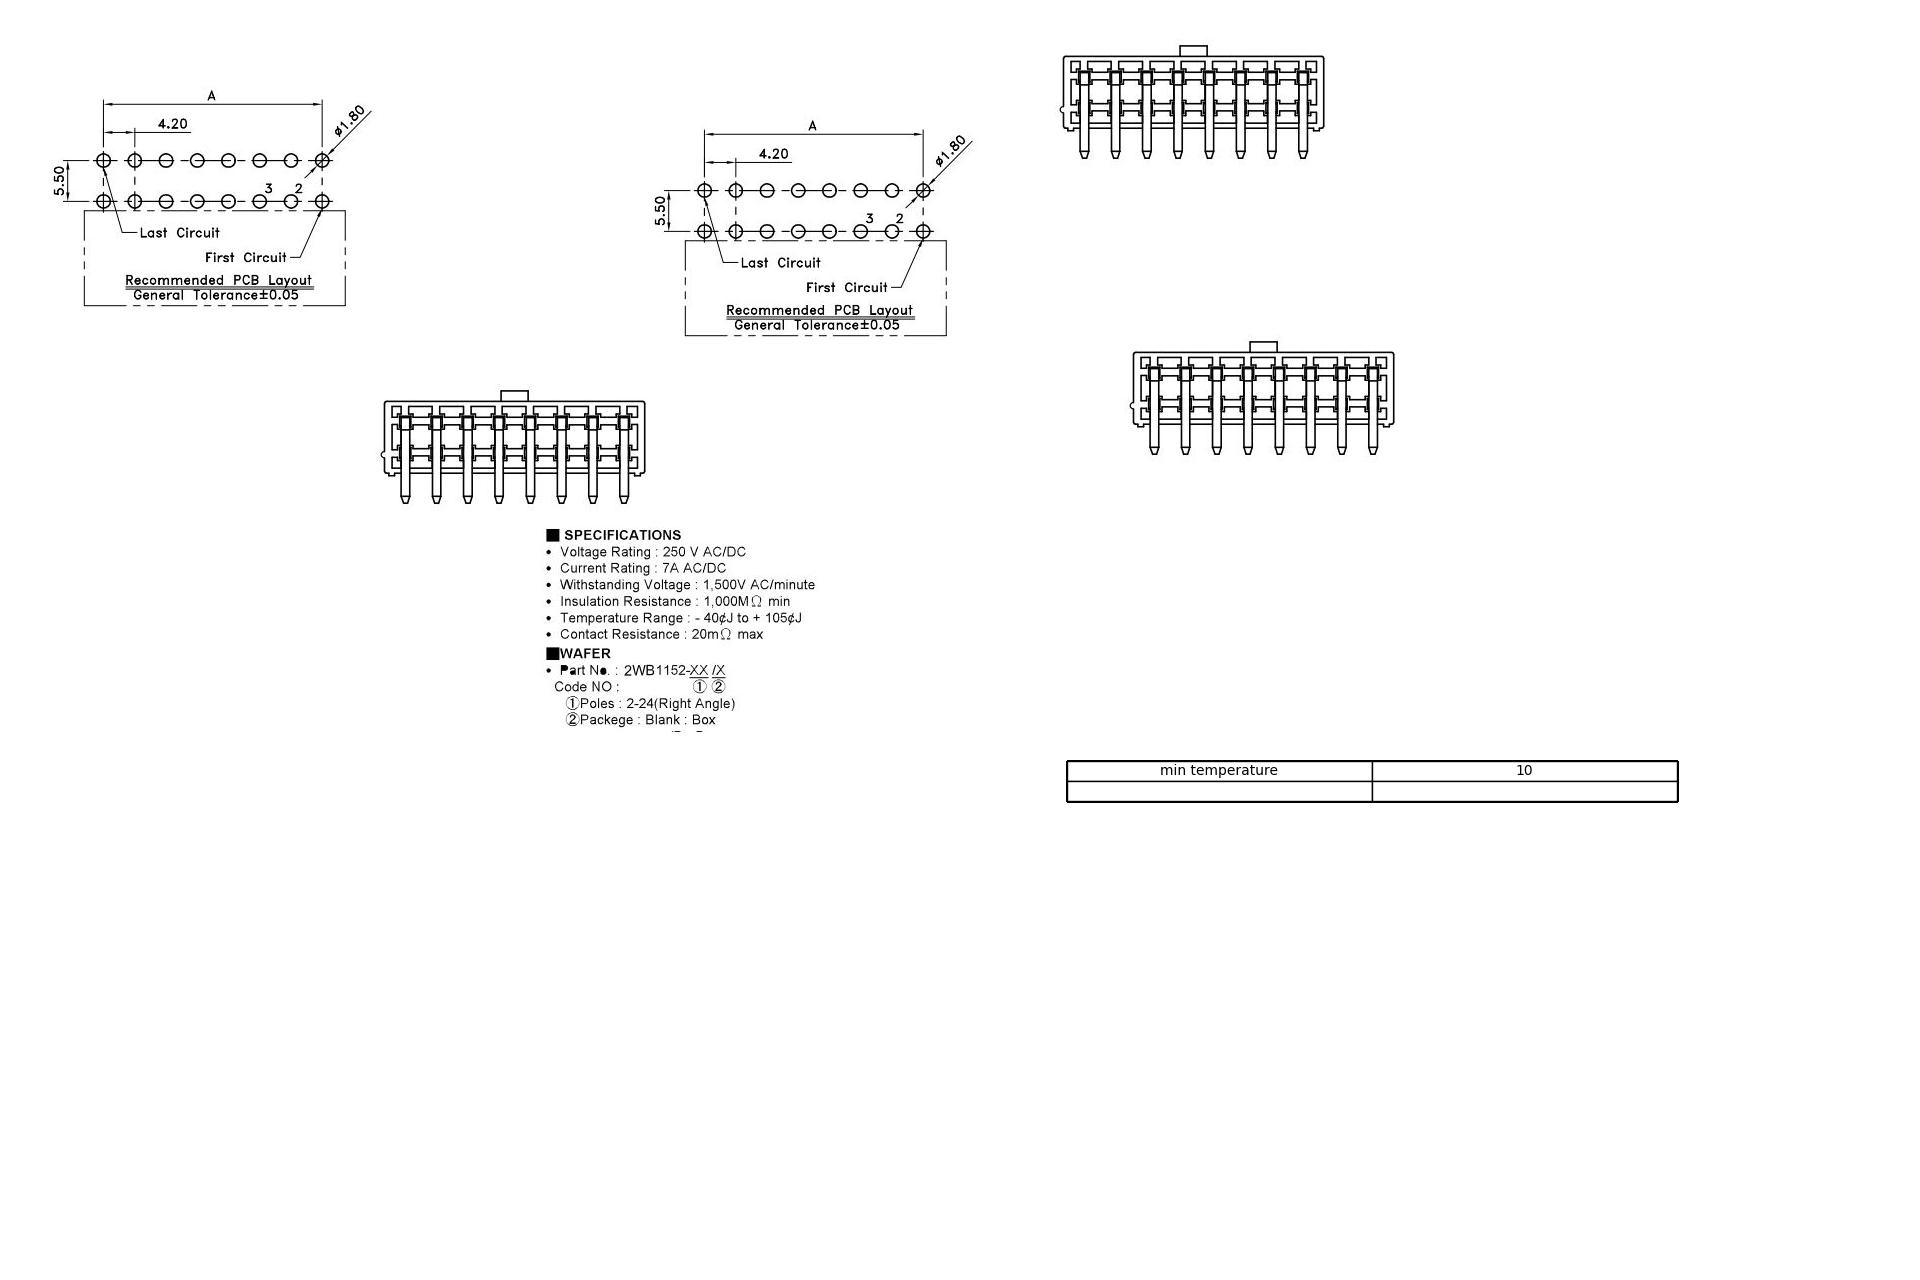 A
4.20
ø1.80
5.50
3 2
Last Circuit
First Circuit
Recommended PCB Layout
General Tolerance±0.05
A
4.20
ø1.80
5.50
3 2
Last Circuit
First Circuit
Recommended PCB Layout
General Tolerance±0.05
■ SPECIFICATIONS
• Voltage Rating : 250 V AC/DC
• Current Rating : 7A AC/DC
• Withstanding Voltage : 1,500V AC/minute
• Insulation Resistance : 1,000MΩ min
• Temperature Range : - 40¢J to + 105¢J
• Contact Resistance : 20mΩ max
■WAFER
• Part No. : 2WB1152-XX /X
Code NO : ① ②
①Poles : 2-24(Right Angle)
②Packege : Blank : Box
min temperature 10